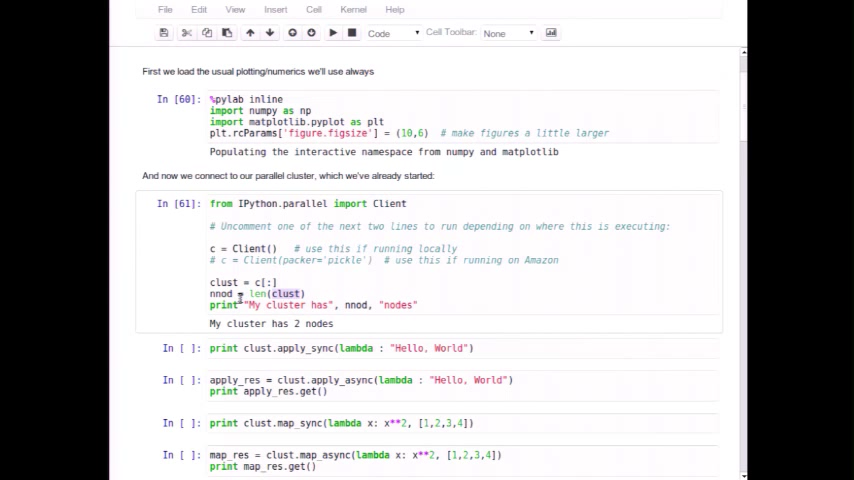 File Edit View Insert Cell Kernel Help
Code Cell Toolbar: None
First we load the usual plotting/numerics we'll use always
In [60]: %pylab inline
import numpy as np
import matplotlib.pyplot as plt
plt.rcParams['figure.figsize'] = (10,6)  # make figures a little larger
Populating the interactive namespace from numpy and matplotlib
And now we connect to our parallel cluster, which we've already started:
In [61]: from IPython.parallel import Client
# Uncomment one of the next two lines to run depending on where this is executing:
c = Client()   # use this if running locally
# c = Client(packer='pickle')  # use this if running on Amazon
clust = c[:]
nnod = len(clust)
print "My cluster has", nnod, "nodes"
My cluster has 2 nodes
In [ ]: print clust.apply_sync(lambda : "Hello, World")
In [ ]: apply_res = clust.apply_async(lambda : "Hello, World")
print apply_res.get()
In [ ]: print clust.map_sync(lambda x: x**2, [1,2,3,4])
In [ ]: map_res = clust.map_async(lambda x: x**2, [1,2,3,4])
print map_res.get()